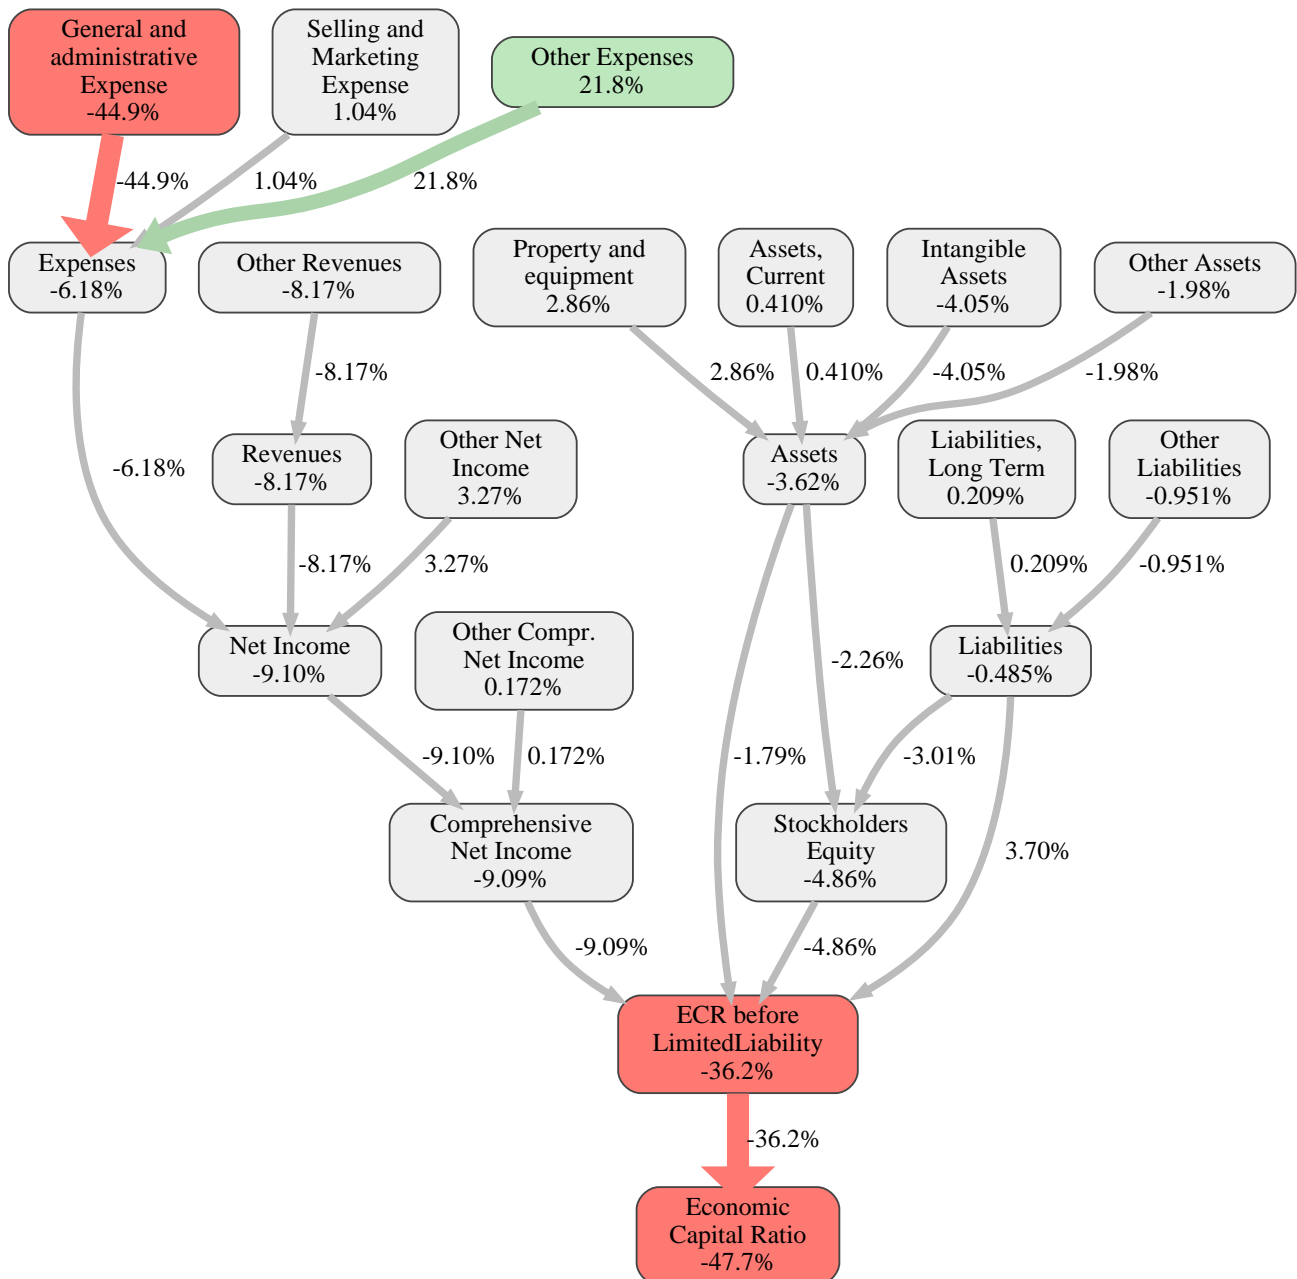 General and
administrative
Expense
-44.9%
Selling and
Marketing
Expense
1.04%
Other Expenses
21.8%
-44.9%
1.04%
21.8%
Expenses
-6.18%
Other Revenues
-8.17%
Property and
equipment
2.86%
Assets,
Current
0.410%
Intangible
Assets
-4.05%
Other Assets
-1.98%
-8.17%
2.86%
0.410%
-4.05%
-1.98%
-6.18%
Revenues
-8.17%
Other Net
Income
3.27%
Assets
-3.62%
Liabilities,
Long Term
0.209%
Other
Liabilities
-0.951%
-8.17%
3.27%
0.209%
-0.951%
Net Income
-9.10%
Other Compr.
Net Income
0.172%
-2.26%
Liabilities
-0.485%
-9.10%
0.172%
-1.79%
-3.01%
Comprehensive
Net Income
-9.09%
Stockholders
Equity
-4.86%
3.70%
-9.09%
-4.86%
ECR before
LimitedLiability
-36.2%
-36.2%
Economic
Capital Ratio
-47.7%